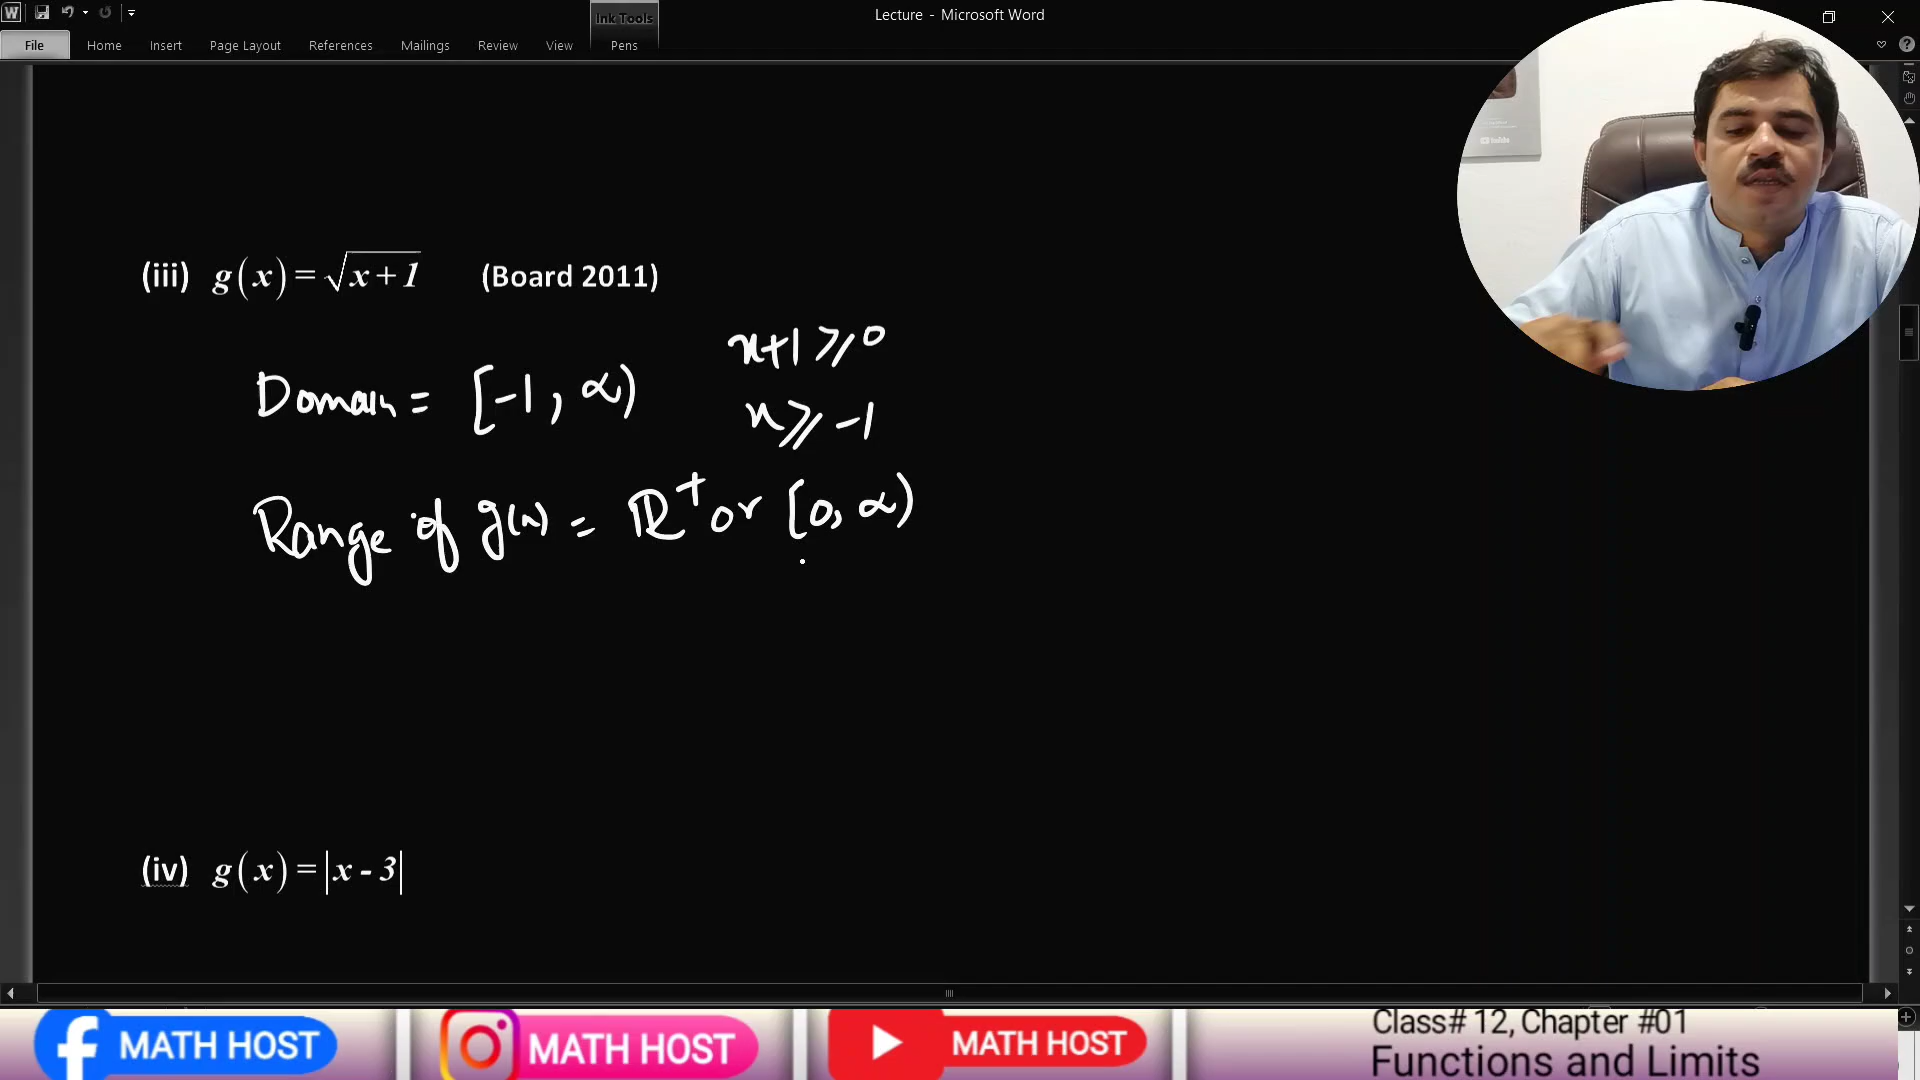 Lecture - Microsoft Word
Ink Tools
File Home Insert Page Layout References Mailings Review View Pens
(iii) g(x) = √x + 1 (Board 2011)
x+1 ⩾ 0
Domain = [-1, ∝)
x ⩾ -1
Range of g(x) = ℝ⁺ or [0, ∝)
(iv) g(x) = |x - 3|
MATH HOST
MATH HOST
MATH HOST
Class# 12, Chapter #01
Functions and Limits